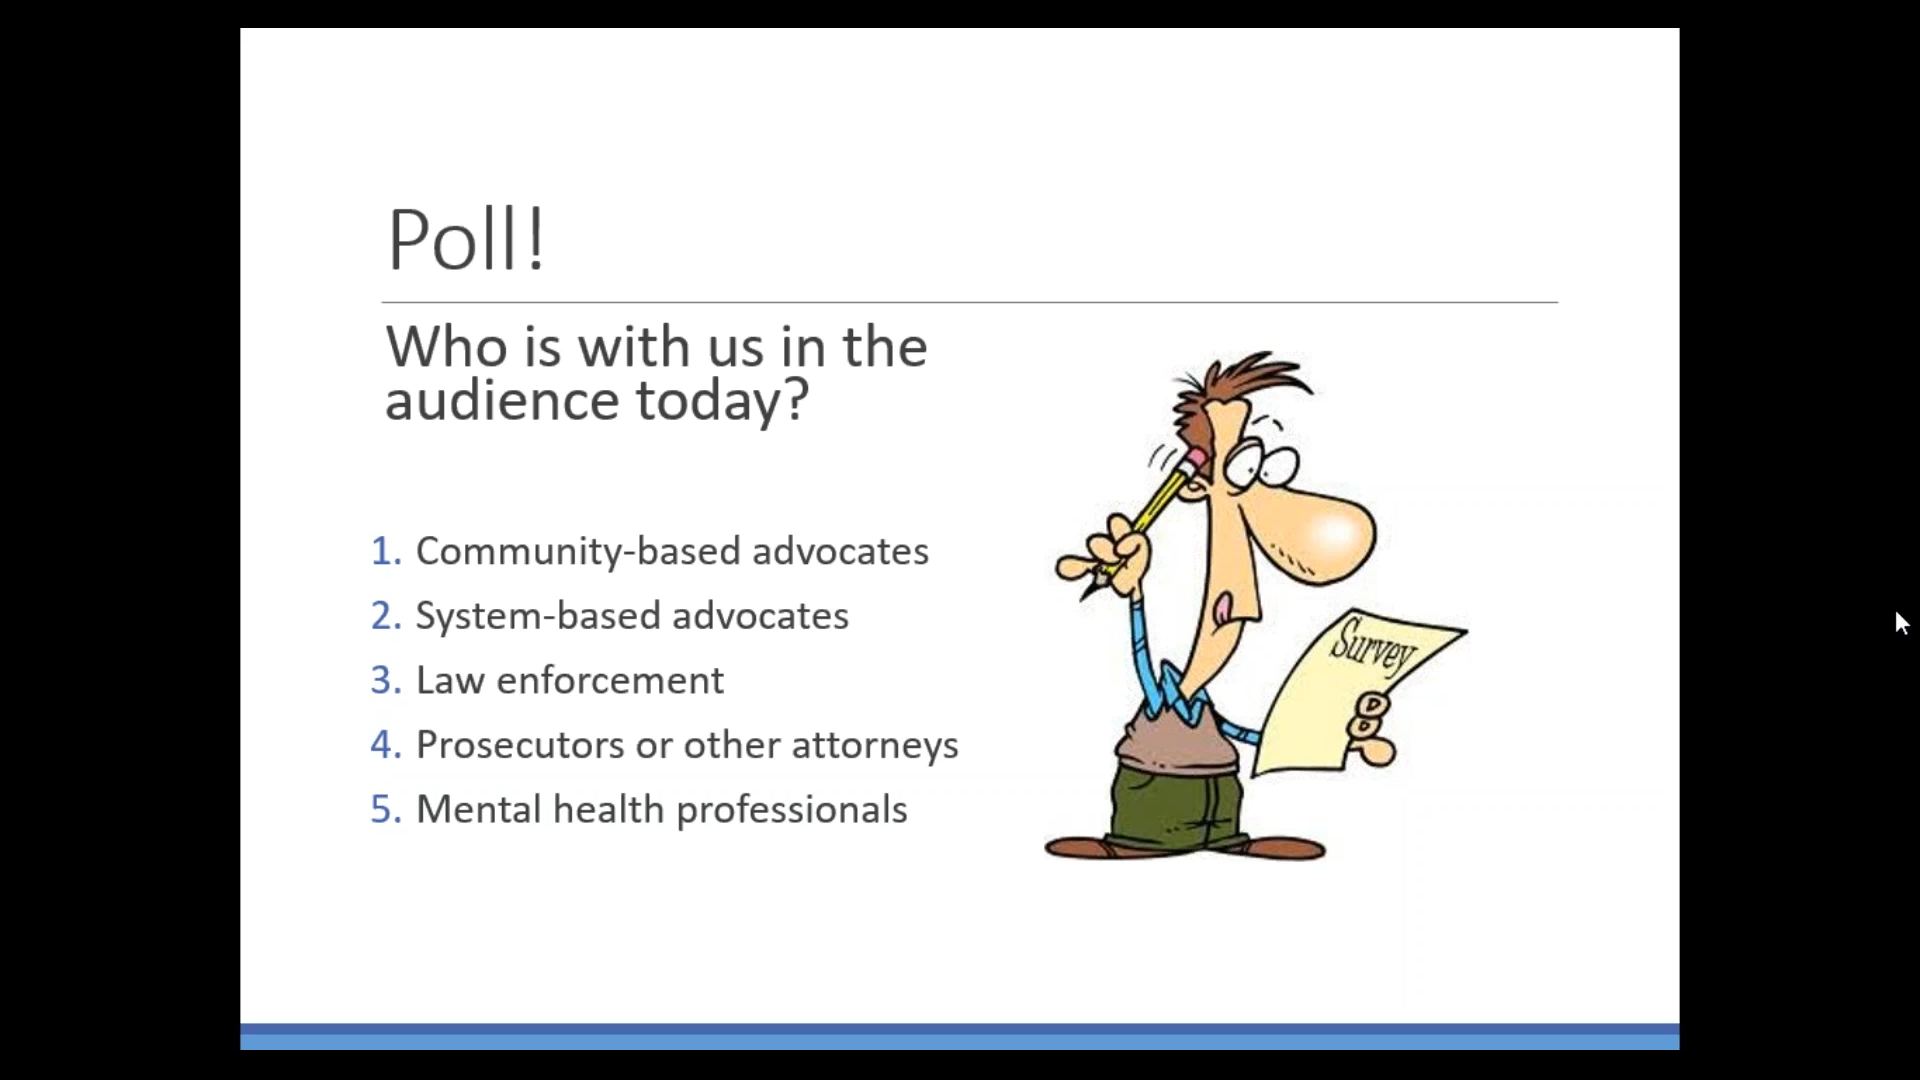 Poll!
Who is with us in the
audience today?
1. Community-based advocates
2. System-based advocates
3. Law enforcement
4. Prosecutors or other attorneys
5. Mental health professionals
Survey